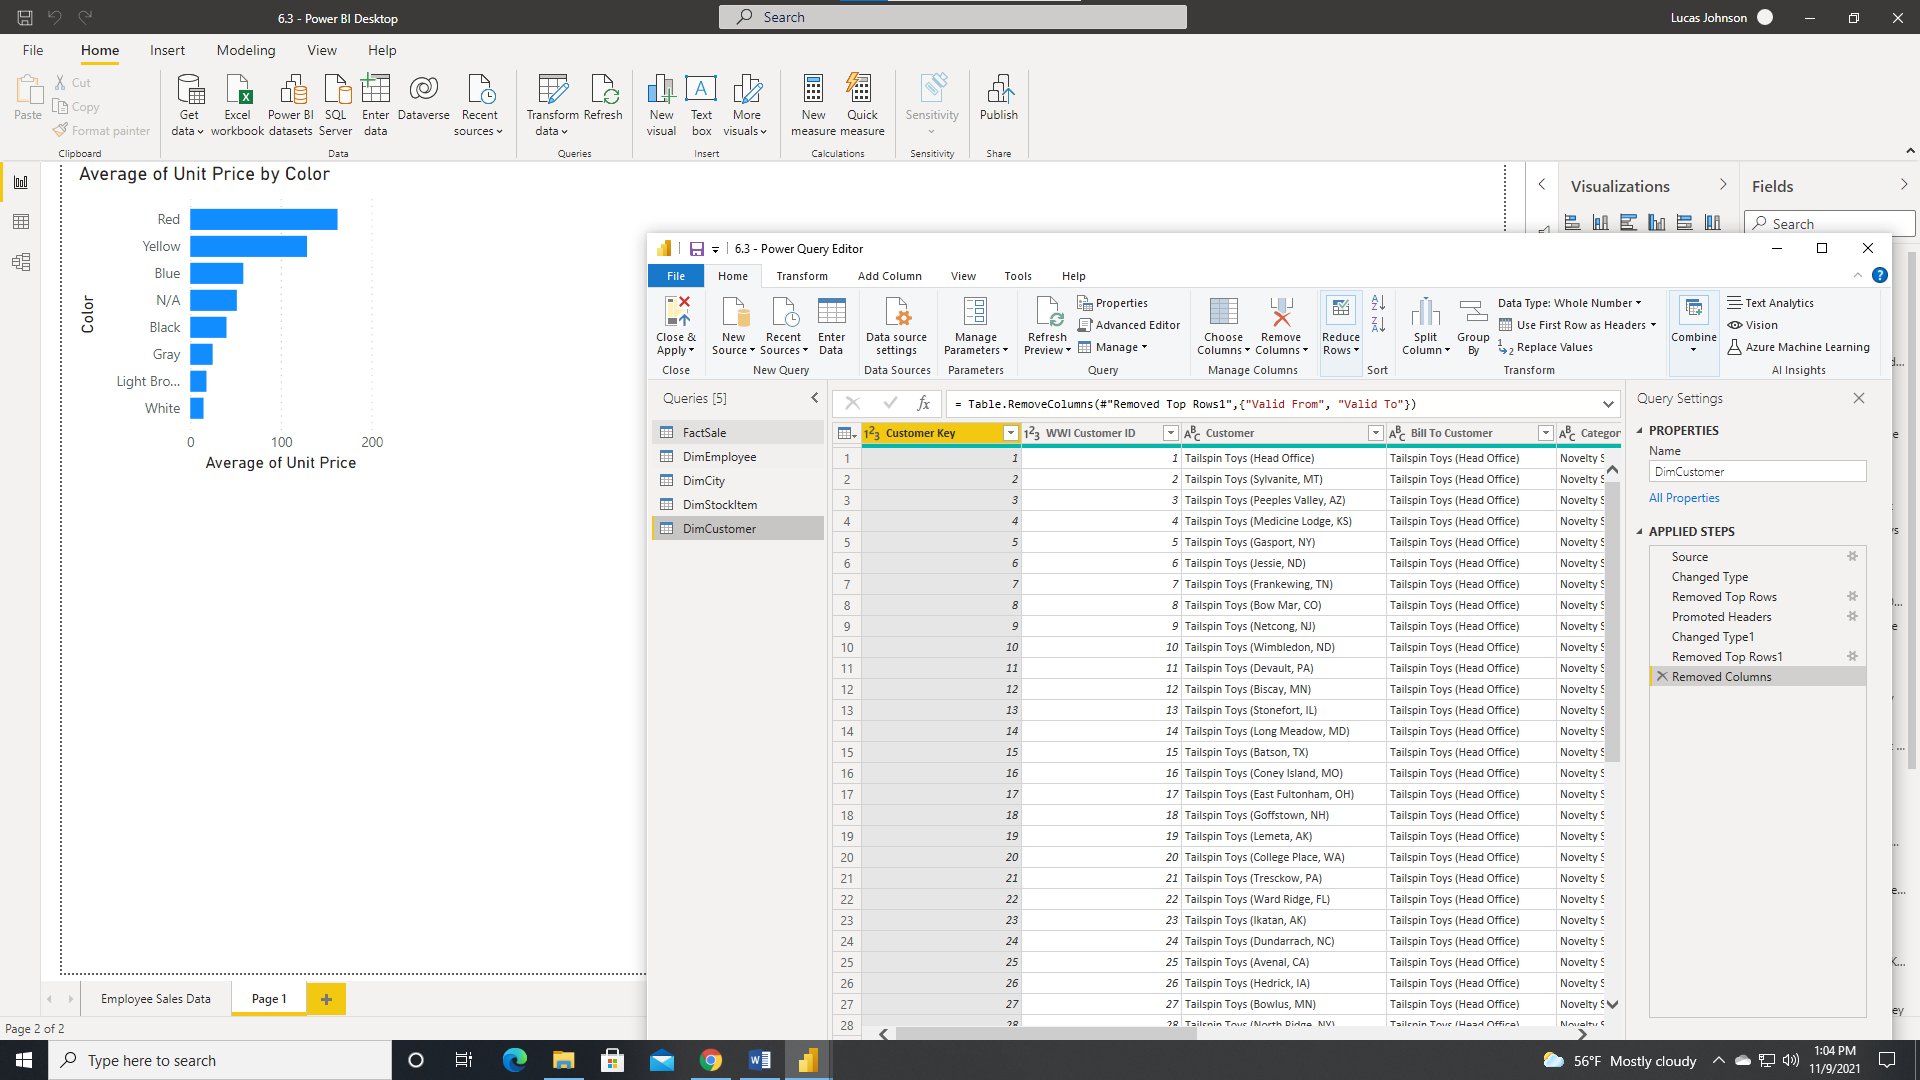 6.3 - Power BI Desktop
Search
Lucas Johnson
File Home Insert Modeling View Help
Paste
Cut
Copy
Format painter
Clipboard
Get data
Excel workbook
Power BI datasets
SQL Server
Enter data
Dataverse
Recent sources
Data
Transform data
Refresh
Queries
New visual
Text box
More visuals
Insert
New measure
Quick measure
Calculations
Sensitivity
Sensitivity
Publish
Share
Average of Unit Price by Color
Color
Red
Yellow
Blue
N/A
Black
Gray
Light Bro...
White
0 100 200
Average of Unit Price
Visualizations
Fields
Search
6.3 - Power Query Editor
File Home Transform Add Column View Tools Help
Close & Apply
Close
New Source
Recent Sources
Enter Data
New Query
Data source settings
Data Sources
Manage Parameters
Parameters
Refresh Preview
Properties
Advanced Editor
Manage
Query
Choose Columns
Remove Columns
Manage Columns
Reduce Rows
Sort
Split Column
Group By
Data Type: Whole Number
Use First Row as Headers
Replace Values
Transform
Combine
Text Analytics
Vision
Azure Machine Learning
AI Insights
Queries [5]
FactSale
DimEmployee
DimCity
DimStockItem
DimCustomer
= Table.RemoveColumns(#"Removed Top Rows1",{"Valid From", "Valid To"})
Customer Key WWI Customer ID Customer Bill To Customer Categor
1 1 1 Tailspin Toys (Head Office) Tailspin Toys (Head Office) Novelty S
2 2 2 Tailspin Toys (Sylvanite, MT) Tailspin Toys (Head Office) Novelty S
3 3 3 Tailspin Toys (Peeples Valley, AZ) Tailspin Toys (Head Office) Novelty S
4 4 4 Tailspin Toys (Medicine Lodge, KS) Tailspin Toys (Head Office) Novelty S
5 5 5 Tailspin Toys (Gasport, NY) Tailspin Toys (Head Office) Novelty S
6 6 6 Tailspin Toys (Jessie, ND) Tailspin Toys (Head Office) Novelty S
7 7 7 Tailspin Toys (Frankewing, TN) Tailspin Toys (Head Office) Novelty S
8 8 8 Tailspin Toys (Bow Mar, CO) Tailspin Toys (Head Office) Novelty S
9 9 9 Tailspin Toys (Netcong, NJ) Tailspin Toys (Head Office) Novelty S
10 10 10 Tailspin Toys (Wimbledon, ND) Tailspin Toys (Head Office) Novelty S
11 11 11 Tailspin Toys (Devault, PA) Tailspin Toys (Head Office) Novelty S
12 12 12 Tailspin Toys (Biscay, MN) Tailspin Toys (Head Office) Novelty S
13 13 13 Tailspin Toys (Stonefort, IL) Tailspin Toys (Head Office) Novelty S
14 14 14 Tailspin Toys (Long Meadow, MD) Tailspin Toys (Head Office) Novelty S
15 15 15 Tailspin Toys (Batson, TX) Tailspin Toys (Head Office) Novelty S
16 16 16 Tailspin Toys (Coney Island, MO) Tailspin Toys (Head Office) Novelty S
17 17 17 Tailspin Toys (East Fultonham, OH) Tailspin Toys (Head Office) Novelty S
18 18 18 Tailspin Toys (Goffstown, NH) Tailspin Toys (Head Office) Novelty S
19 19 19 Tailspin Toys (Lemeta, AK) Tailspin Toys (Head Office) Novelty S
20 20 20 Tailspin Toys (College Place, WA) Tailspin Toys (Head Office) Novelty S
21 21 21 Tailspin Toys (Tresckow, PA) Tailspin Toys (Head Office) Novelty S
22 22 22 Tailspin Toys (Ward Ridge, FL) Tailspin Toys (Head Office) Novelty S
23 23 23 Tailspin Toys (Ikatan, AK) Tailspin Toys (Head Office) Novelty S
24 24 24 Tailspin Toys (Dundarrach, NC) Tailspin Toys (Head Office) Novelty S
25 25 25 Tailspin Toys (Avenal, CA) Tailspin Toys (Head Office) Novelty S
26 26 26 Tailspin Toys (Hedrick, IA) Tailspin Toys (Head Office) Novelty S
27 27 27 Tailspin Toys (Bowlus, MN) Tailspin Toys (Head Office) Novelty S
28 28 28 Tailspin Toys (North Ridge, NY) Tailspin Toys (Head Office) Novelty S
Query Settings
PROPERTIES
Name
DimCustomer
All Properties
APPLIED STEPS
Source
Changed Type
Removed Top Rows
Promoted Headers
Changed Type1
Removed Top Rows1
Removed Columns
Employee Sales Data
Page 1
Page 2 of 2
Type here to search
56°F Mostly cloudy
1:04 PM
11/9/2021